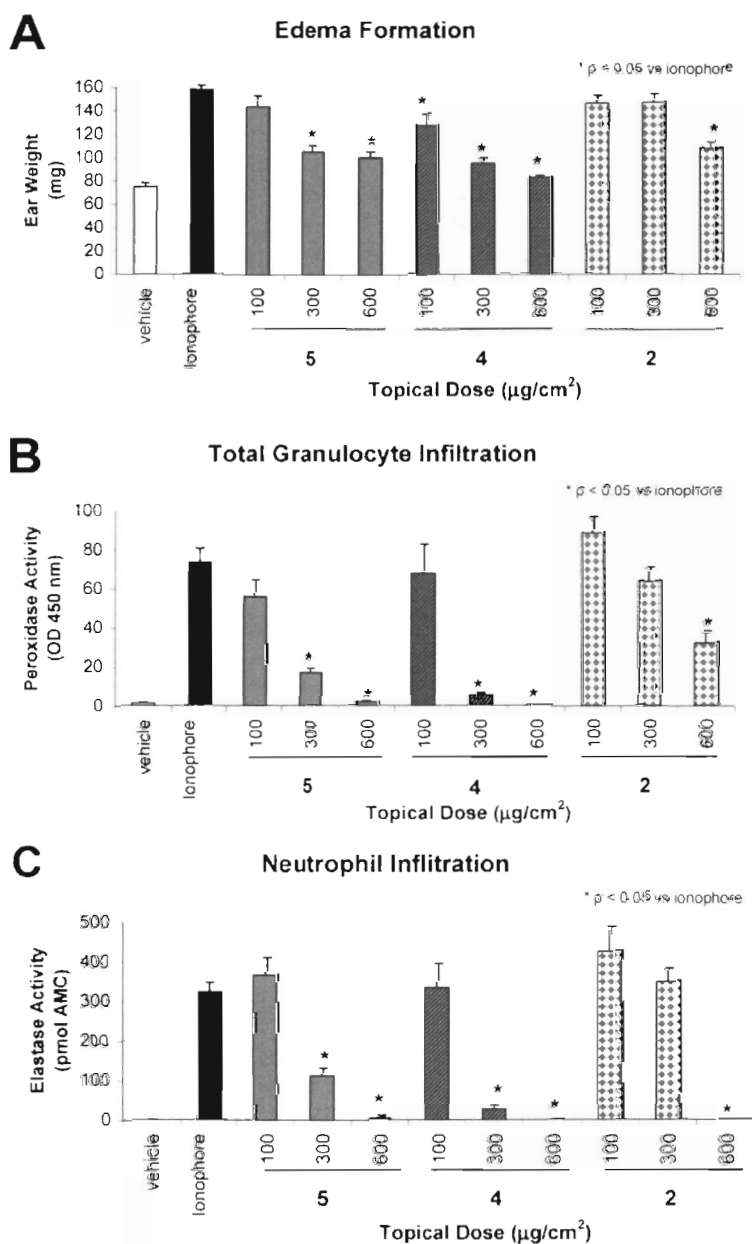 A
Edema Formation
* p ≤ 0.05 vs ionophore
Ear Weight
(mg)
160
140
120
100
80
60
40
20
0
* * * * * *
vehicle
Ionophore
100 300 600 100 300 600 100 300 600
5 4 2
Topical Dose (µg/cm²)
B
Total Granulocyte Infiltration
* p < 0.05 vs ionophore
Peroxidase Activity
(OD 450 nm)
100
80
60
40
20
0
* * * * *
vehicle
Ionophore
100 300 600 100 300 600 100 300 600
5 4 2
Topical Dose (µg/cm²)
C
Neutrophil Inflitration
* p < 0.05 vs ionophore
Elastase Activity
(pmol AMC)
500
400
300
200
100
0
* * * * *
vehicle
Ionophore
100 300 600 100 300 600 100 300 600
5 4 2
Topical Dose (µg/cm²)